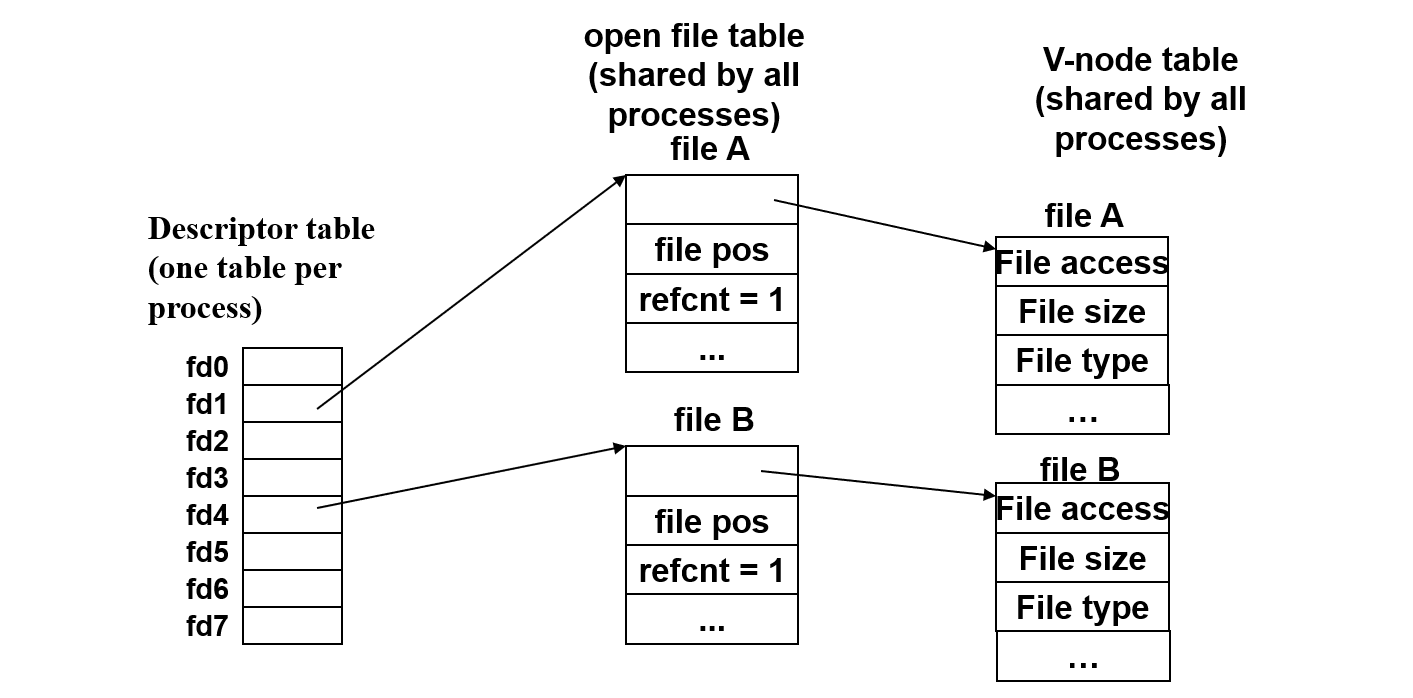 open file table
(shared by all
processes)
V-node table
(shared by all
processes)
Descriptor table
(one table per
process)
fd0
fd1
fd2
fd3
fd4
fd5
fd6
fd7
file A
file pos
refcnt = 1
...
file B
file pos
refcnt = 1
...
file A
File access
File size
File type
…
file B
File access
File size
File type
…